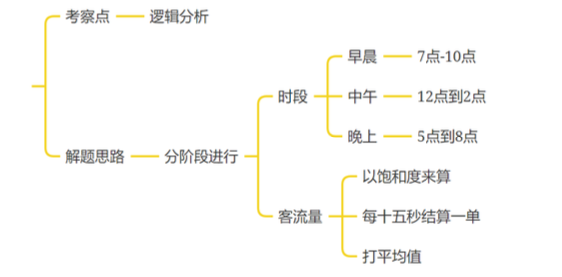 考察点
逻辑分析
解题思路
分阶段进行
时段
早晨
7点-10点
中午
12点到2点
晚上
5点到8点
客流量
以饱和度来算
每十五秒结算一单
打平均值